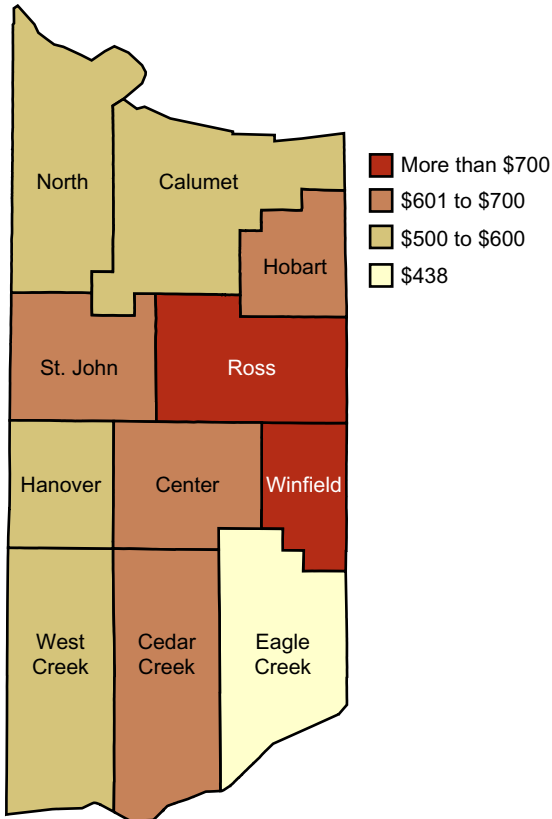 North
Calumet
More than $700
$601 to $700
$500 to $600
$438
Hobart
St. John
Ross
Hanover
Center
Winfield
West
Creek
Cedar
Creek
Eagle
Creek